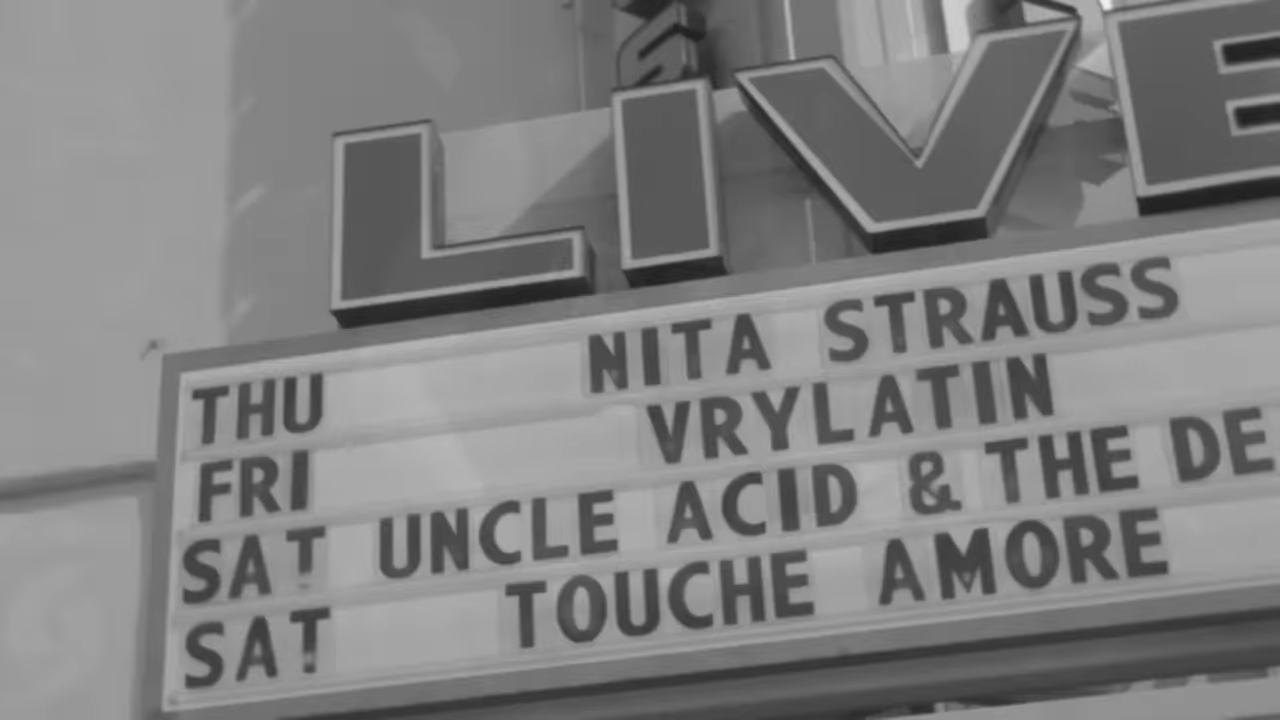 LIVE
THU NITA STRAUSS
FRI VRYLATIN
SAT UNCLE ACID & THE DE
SAT TOUCHE AMORE